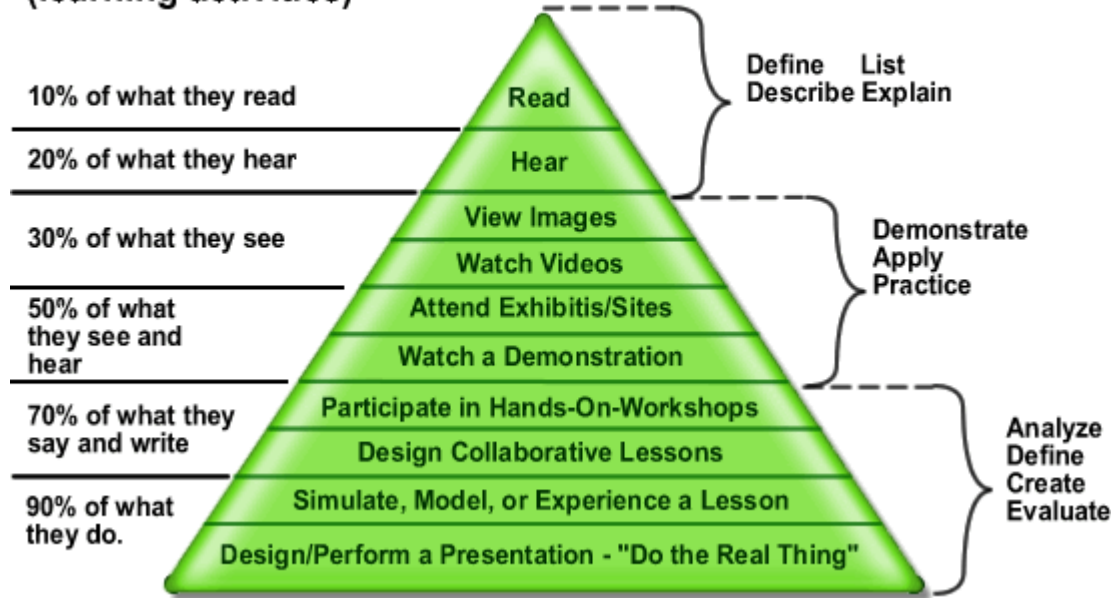 (learning activities)
10% of what they read
20% of what they hear
30% of what they see
50% of what
they see and
hear
70% of what they
say and write
90% of what
they do.
Read
Hear
View Images
Watch Videos
Attend Exhibitis/Sites
Watch a Demonstration
Participate in Hands-On-Workshops
Design Collaborative Lessons
Simulate, Model, or Experience a Lesson
Design/Perform a Presentation - "Do the Real Thing"
Define List
Describe Explain
Demonstrate
Apply
Practice
Analyze
Define
Create
Evaluate